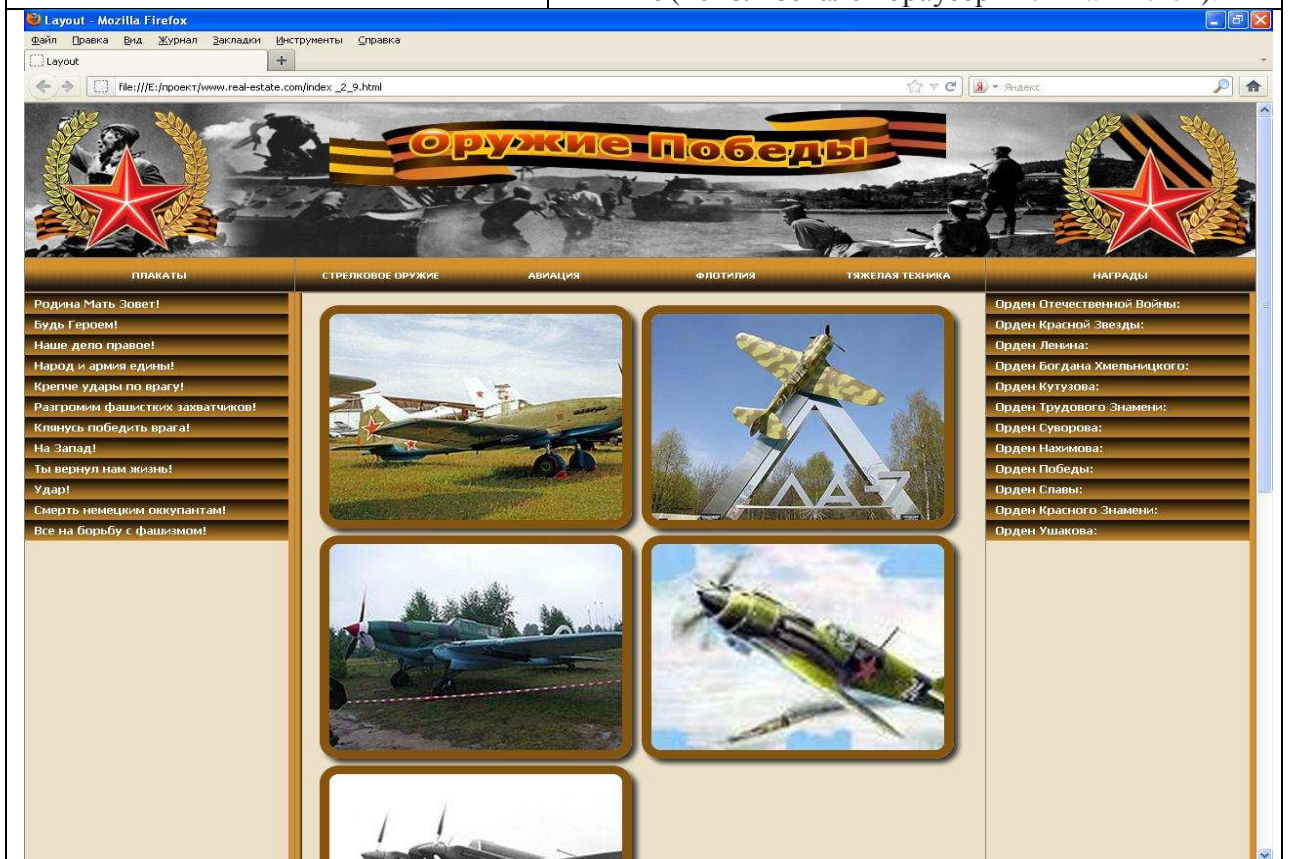 Layout - Mozilla Firefox
Файл Правка Вид Журнал Закладки Инструменты Справка
Layout
file:///E:/проект/www.real-estate.com/index _2_9.html
Яндекс
Оружие Победы
ПЛАКАТЫ
СТРЕЛКОВОЕ ОРУЖИЕ
АВИАЦИЯ
ФЛОТИЛИЯ
ТЯЖЕЛАЯ ТЕХНИКА
НАГРАДЫ
Родина Мать Зовет!
Будь Героем!
Наше дело правое!
Народ и армия едины!
Крепче удары по врагу!
Разгромим фашистких захватчиков!
Клянусь победить врага!
На Запад!
Ты вернул нам жизнь!
Удар!
Смерть немецким оккупантам!
Все на борьбу с фашизмом!
ЛА-7
Орден Отечественной Войны:
Орден Красной Звезды:
Орден Ленина:
Орден Богдана Хмельницкого:
Орден Кутузова:
Орден Трудового Знамени:
Орден Суворова:
Орден Нахимова:
Орден Победы:
Орден Славы:
Орден Красного Знамени:
Орден Ушакова: